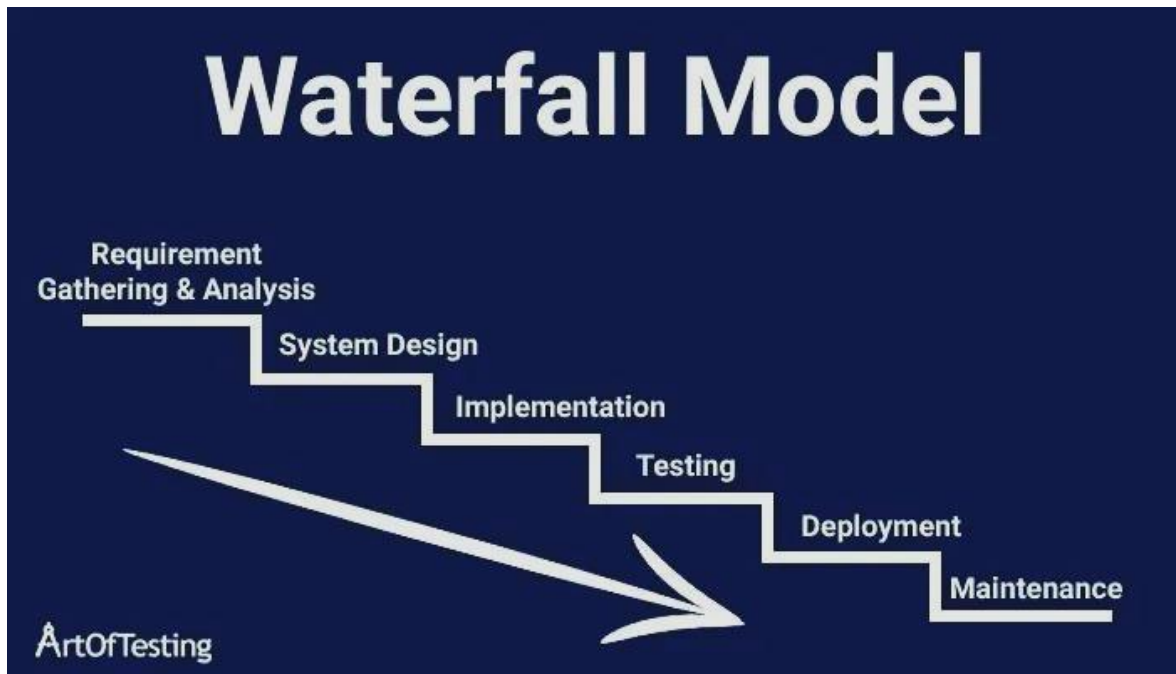 Waterfall Model
Requirement
Gathering & Analysis
System Design
Implementation
Testing
Deployment
Maintenance
ArtOfTesting